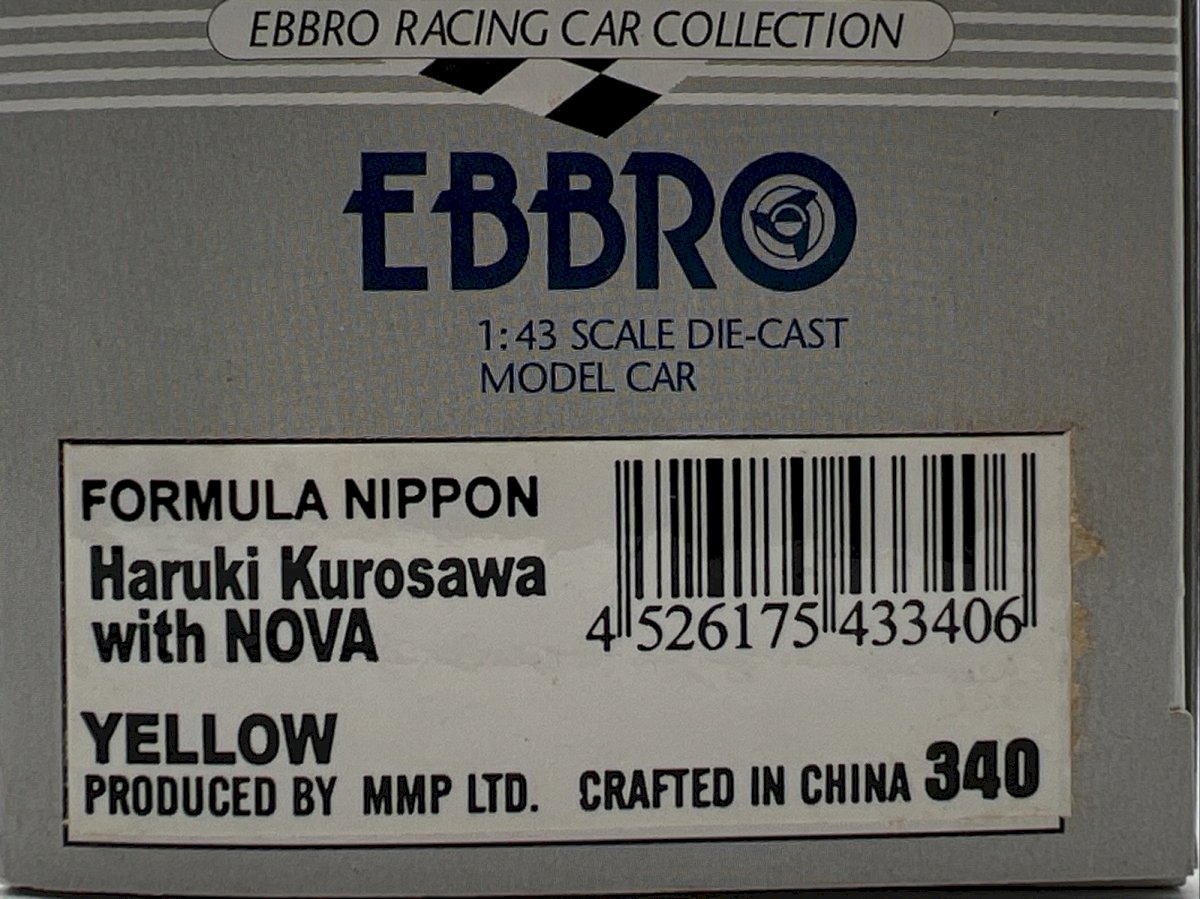 EBBRO RACING CAR COLLECTION
EBBRO
1:43 SCALE DIE-CAST
MODEL CAR
FORMULA NIPPON
Haruki Kurosawa
with NOVA
4 526175 433406
YELLOW
PRODUCED BY MMP LTD. CRAFTED IN CHINA 340